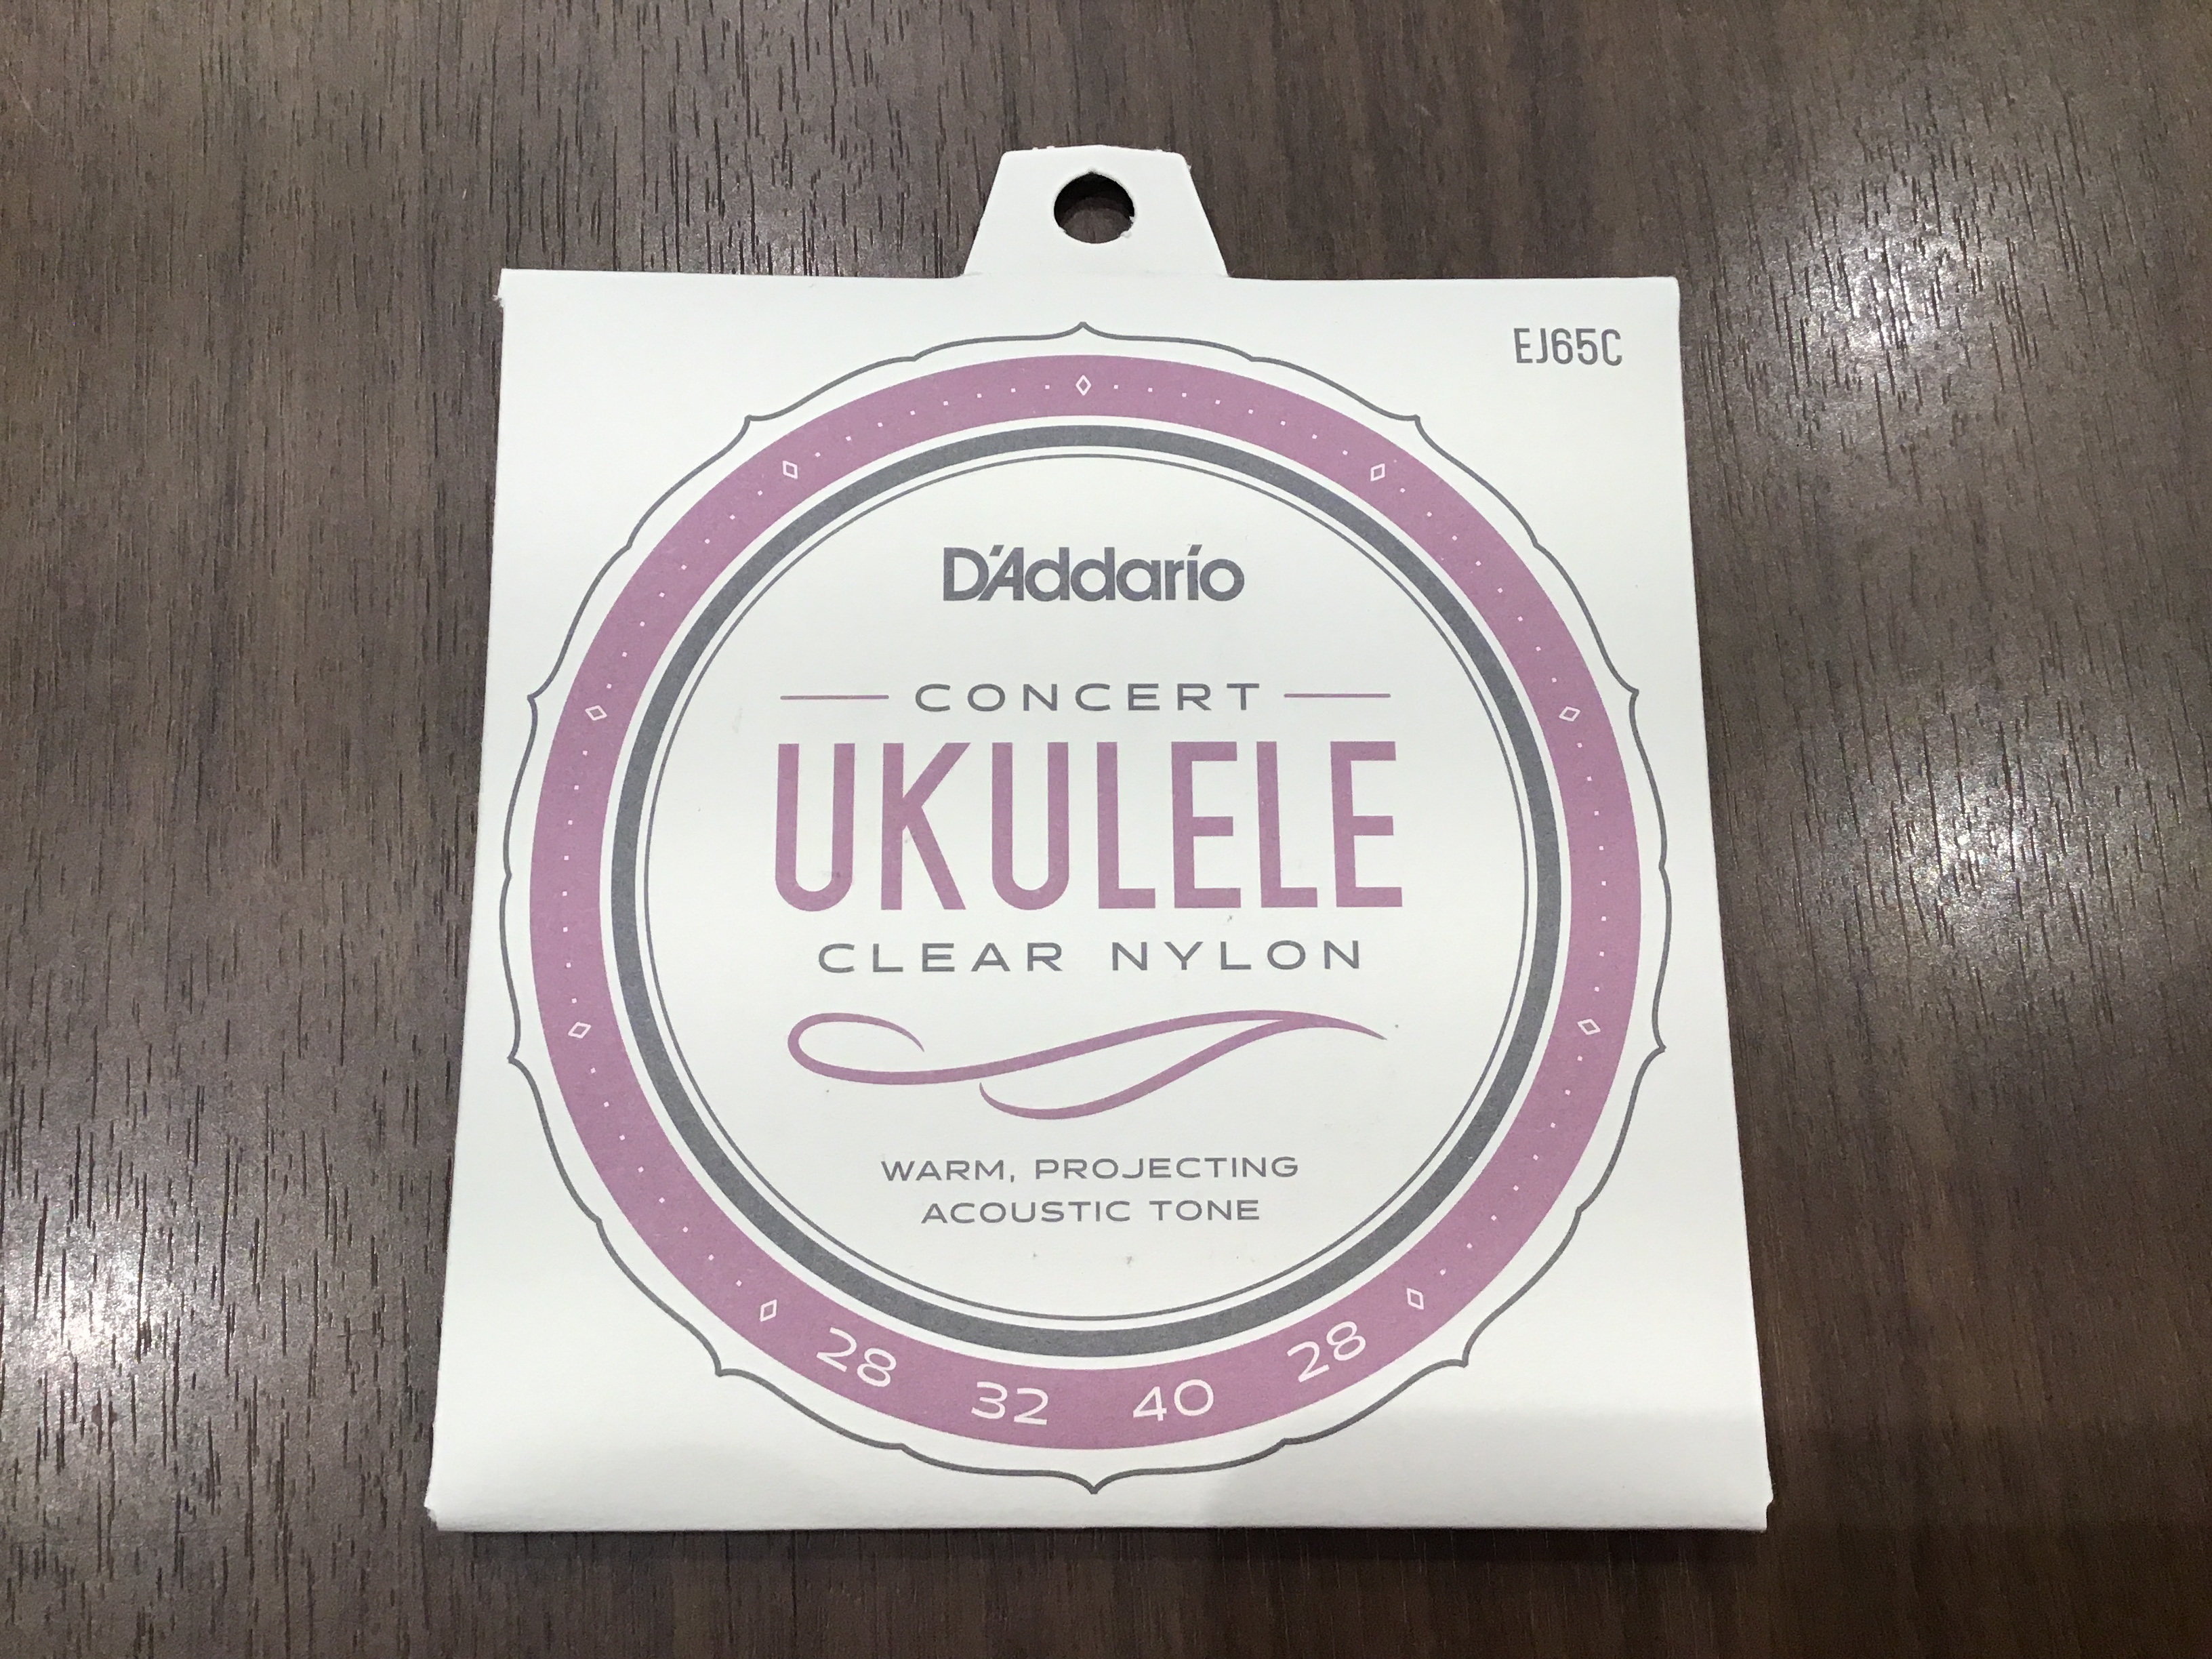 EJ65C
D'Addario
CONCERT
UKULELE
CLEAR NYLON
WARM, PROJECTING
ACOUSTIC TONE
28 32 40 28